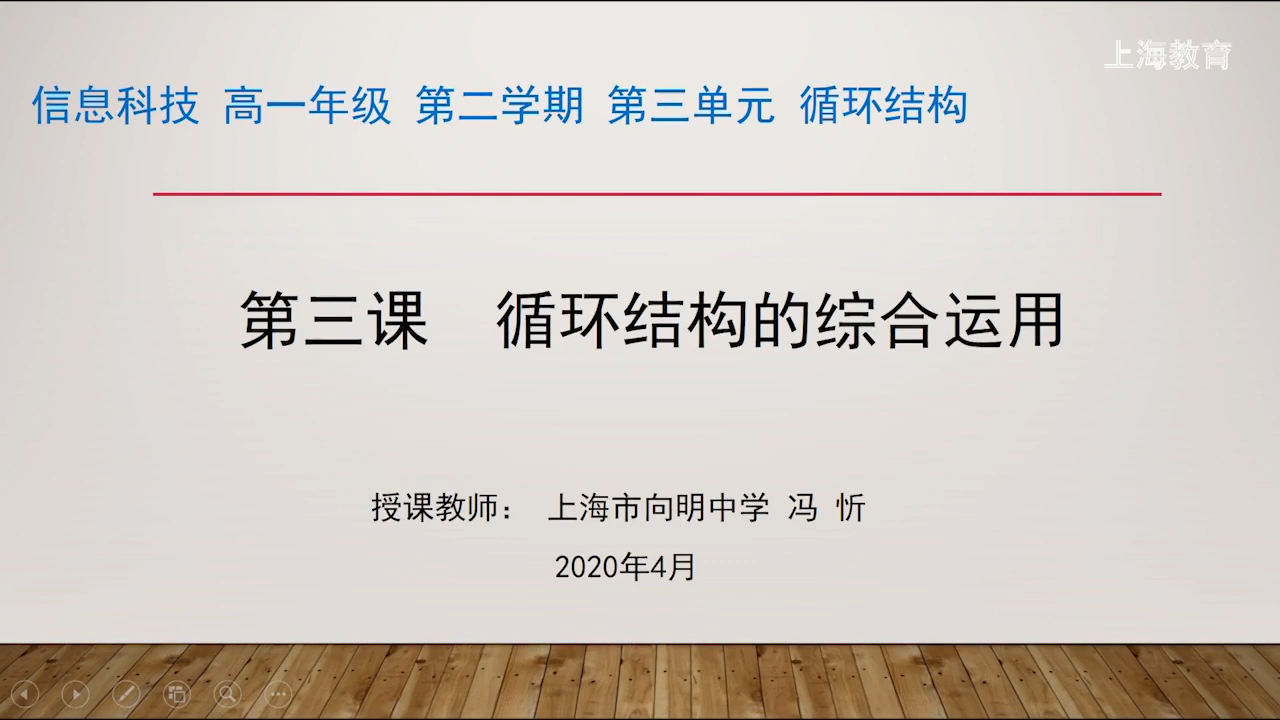 上海教育
信息科技 高一年级 第二学期 第三单元 循环结构
第三课 循环结构的综合运用
授课教师： 上海市向明中学 冯 忻
2020年4月